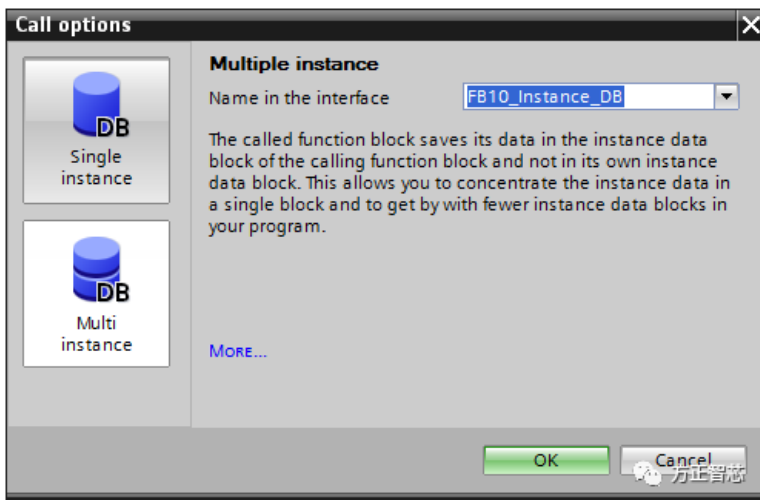 Call options
DB
Single
instance
DB
Multi
instance
Multiple instance
Name in the interface
FB10_Instance_DB
The called function block saves its data in the instance data
block of the calling function block and not in its own instance
data block. This allows you to concentrate the instance data in
a single block and to get by with fewer instance data blocks in
your program.
MORE...
OK
Cancel
方正智芯